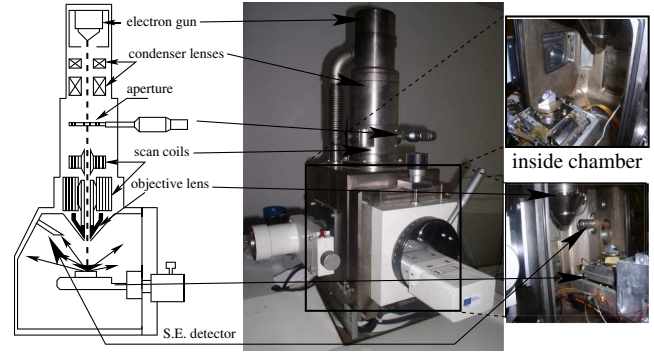 electron gun
condenser lenses
aperture
scan coils
objective lens
S.E. detector
inside chamber